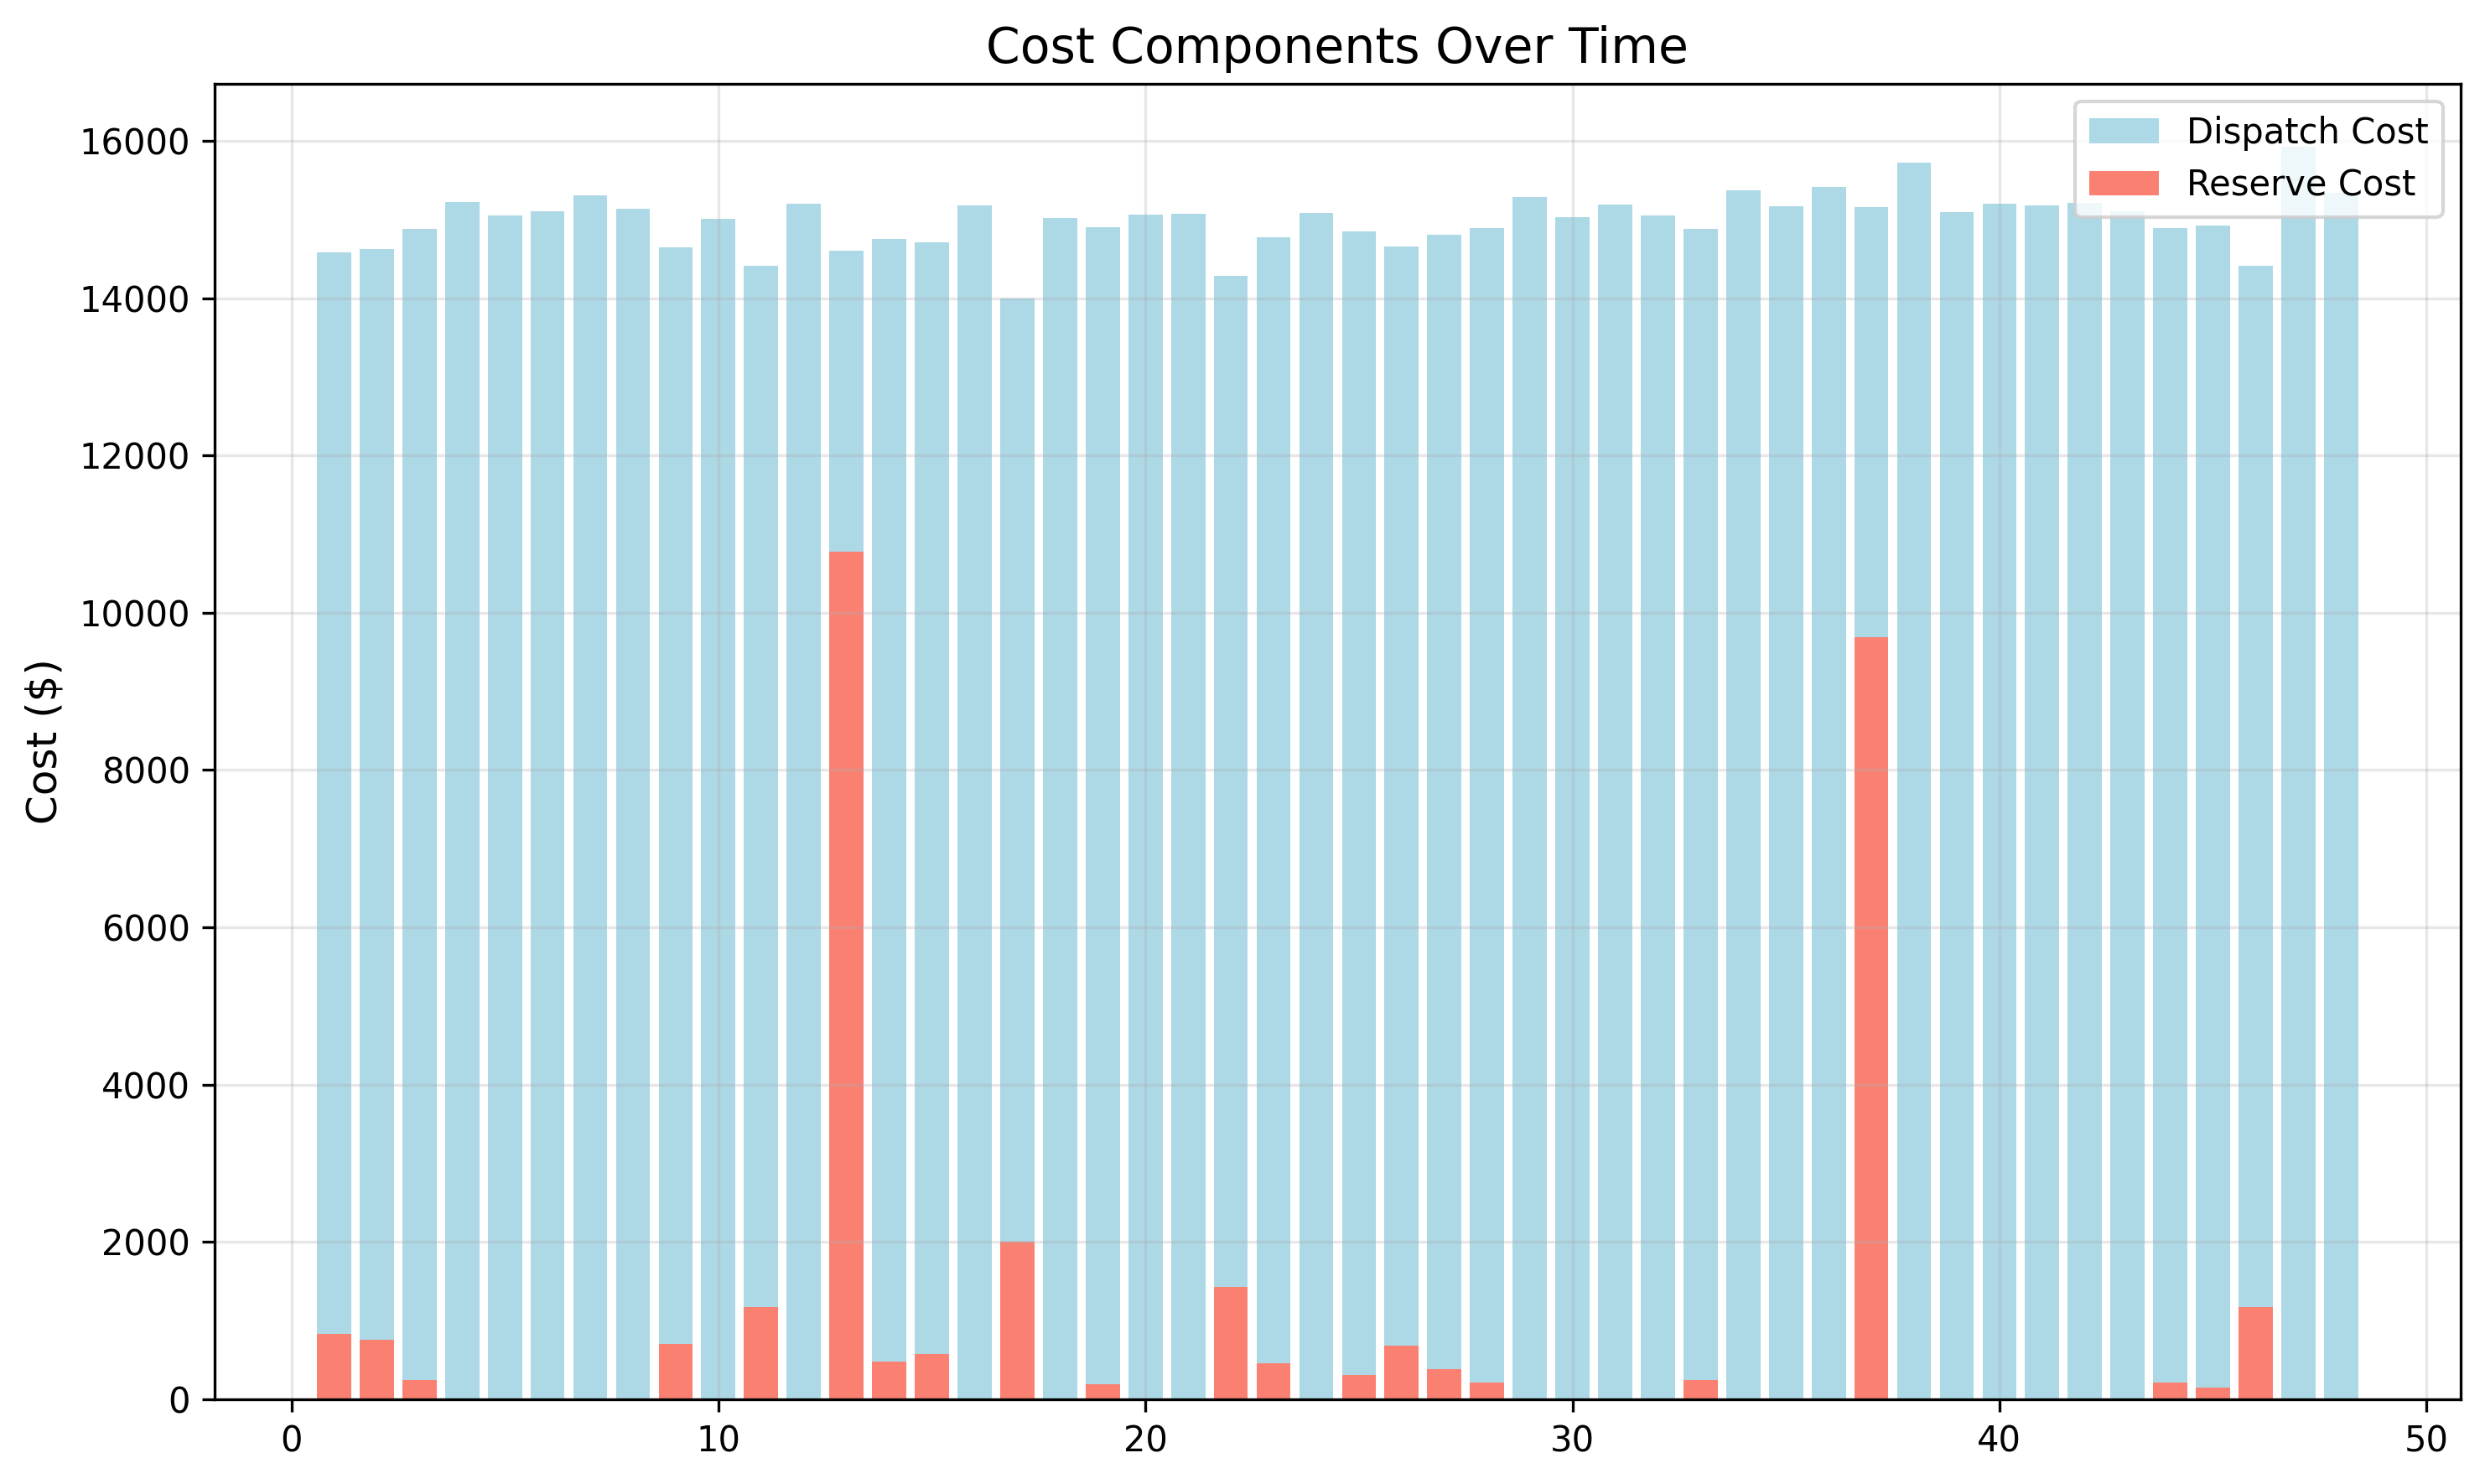 Cost Components Over Time
Dispatch Cost
Reserve Cost
Cost ($)
16000
14000
12000
10000
8000
6000
4000
2000
0
0 10 20 30 40 50